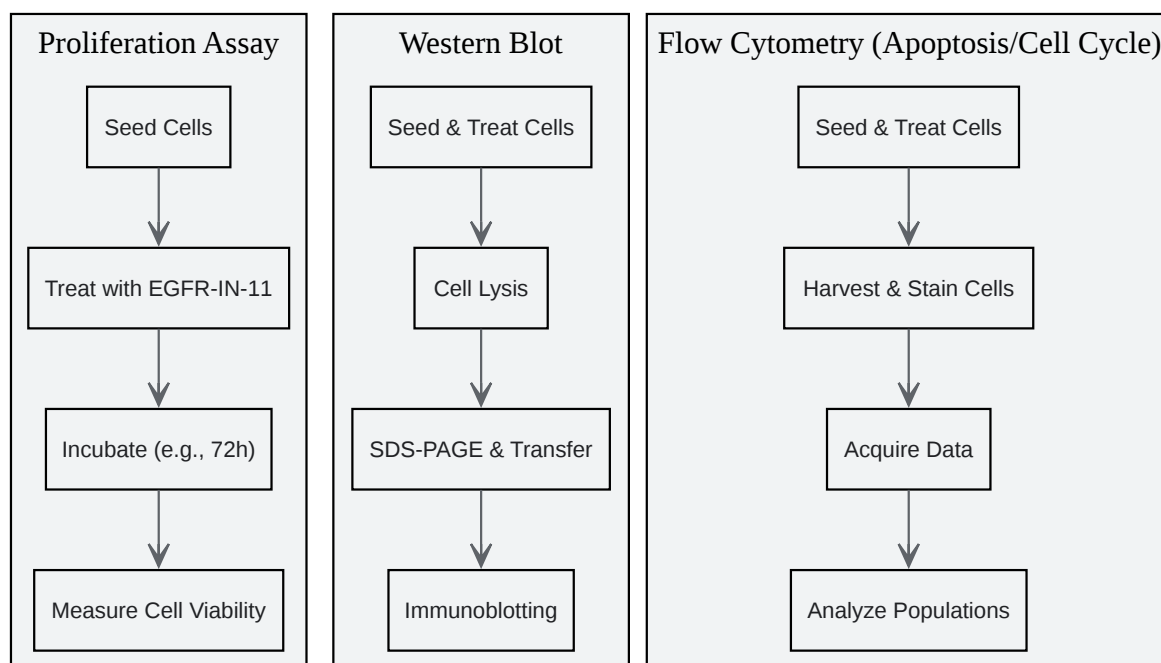 Proliferation Assay
Seed Cells
Treat with EGFR-IN-11
Incubate (e.g., 72h)
Measure Cell Viability
Western Blot
Seed & Treat Cells
Cell Lysis
SDS-PAGE & Transfer
Immunoblotting
Flow Cytometry (Apoptosis/Cell Cycle)
Seed & Treat Cells
Harvest & Stain Cells
Acquire Data
Analyze Populations